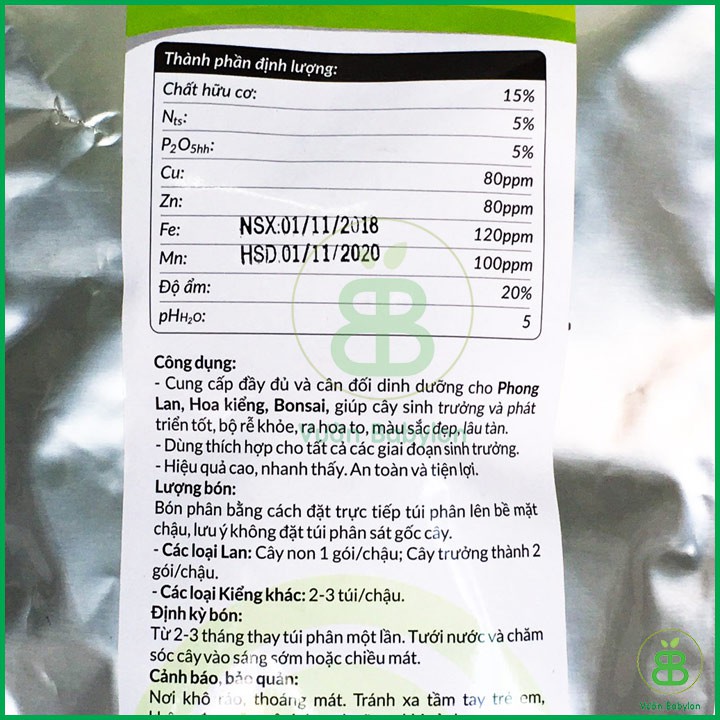 Thành phần định lượng:
Chất hữu cơ: 15%
Nts: 5%
P2O5hh: 5%
Cu: 80ppm
Zn: 80ppm
Fe: NSX:01/11/2018 120ppm
Mn: HSD.01/11/2020 100ppm
Độ ẩm: 20%
pHH2O: 5
Công dụng:
- Cung cấp đầy đủ và cân đối dinh dưỡng cho Phong
Lan, Hoa kiểng, Bonsai, giúp cây sinh trưởng và phát
triển tốt, bộ rễ khỏe, ra hoa to, màu sắc đẹp, lâu tàn.
Vườn Babylon
- Dùng thích hợp cho tất cả các giai đoạn sinh trưởng.
- Hiệu quả cao, nhanh thấy. An toàn và tiện lợi.
Lượng bón:
Bón phân bằng cách đặt trực tiếp túi phân lên bề mặt
chậu, lưu ý không đặt túi phân sát gốc cây.
- Các loại Lan: Cây non 1 gói/chậu; Cây trưởng thành 2
gói/chậu.
- Các loại Kiểng khác: 2-3 túi/chậu.
Định kỳ bón:
Từ 2-3 tháng thay túi phân một lần. Tưới nước và chăm
sóc cây vào sáng sớm hoặc chiều mát.
Cảnh báo, bảo quản:
Nơi khô ráo, thoáng mát. Tránh xa tầm tay trẻ em,
Vườn Babylon